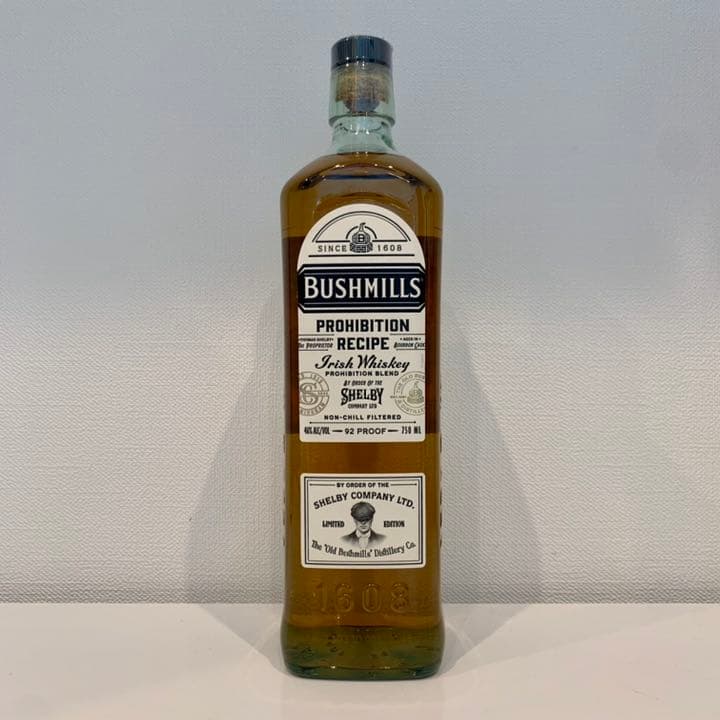 SINCE 1608
BUSHMILLS
PROHIBITION
THOMAS SHELBY RECIPE AGED IN
The PROPRIETOR BOURBON CASK
Irish Whiskey
PROHIBITION BLEND
BY ORDER OF THE
SHELBY
COMPANY LTD
NON-CHILL FILTERED
46% ALC/VOL — 92 PROOF — 750 ML
BY ORDER OF THE
SHELBY COMPANY LTD.
LIMITED EDITION
The "Old Bushmills" Distillery Co.
1608